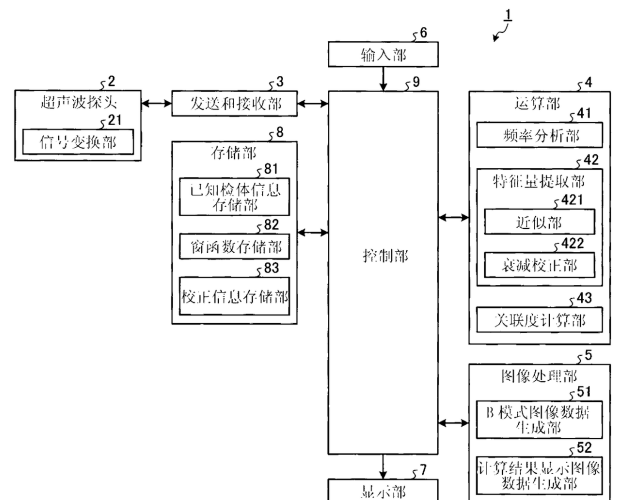 1
6
输入部
2
超声波探头
21
信号变换部
3
发送和接收部
9
控制部
4
运算部
41
频率分析部
42
特征量提取部
421
近似部
422
衰减校正部
43
关联度计算部
8
存储部
81
已知检体信息
存储部
82
窗函数存储部
83
校正信息存储部
5
图像处理部
51
B模式图像数据
生成部
52
计算结果显示图像
数据生成部
7
显示部